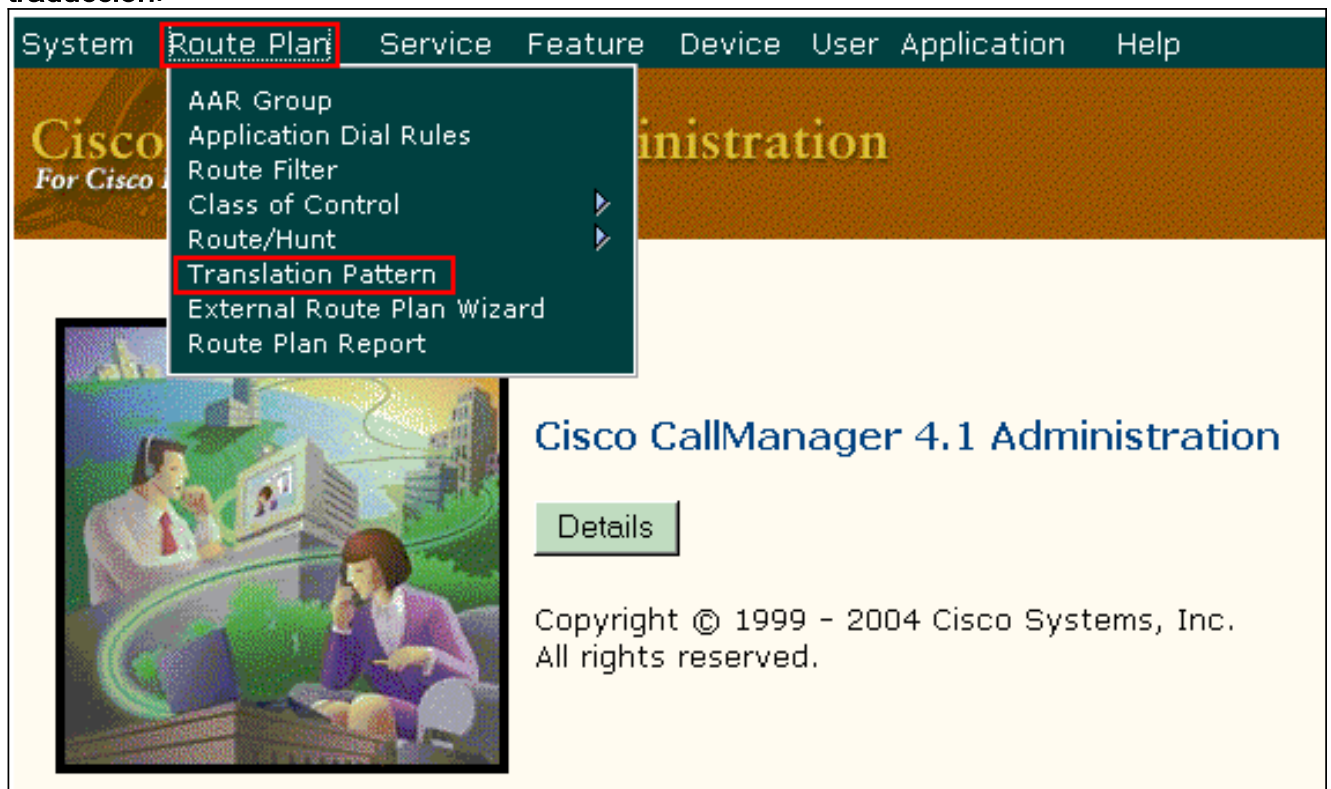 traducción.
System Route Plan Service Feature Device User Application Help
AAR Group
Application Dial Rules
Route Filter
Class of Control
Route/Hunt
Translation Pattern
External Route Plan Wizard
Route Plan Report
Cisco inistration
For Cisco
Cisco CallManager 4.1 Administration
Details
Copyright © 1999 - 2004 Cisco Systems, Inc.
All rights reserved.